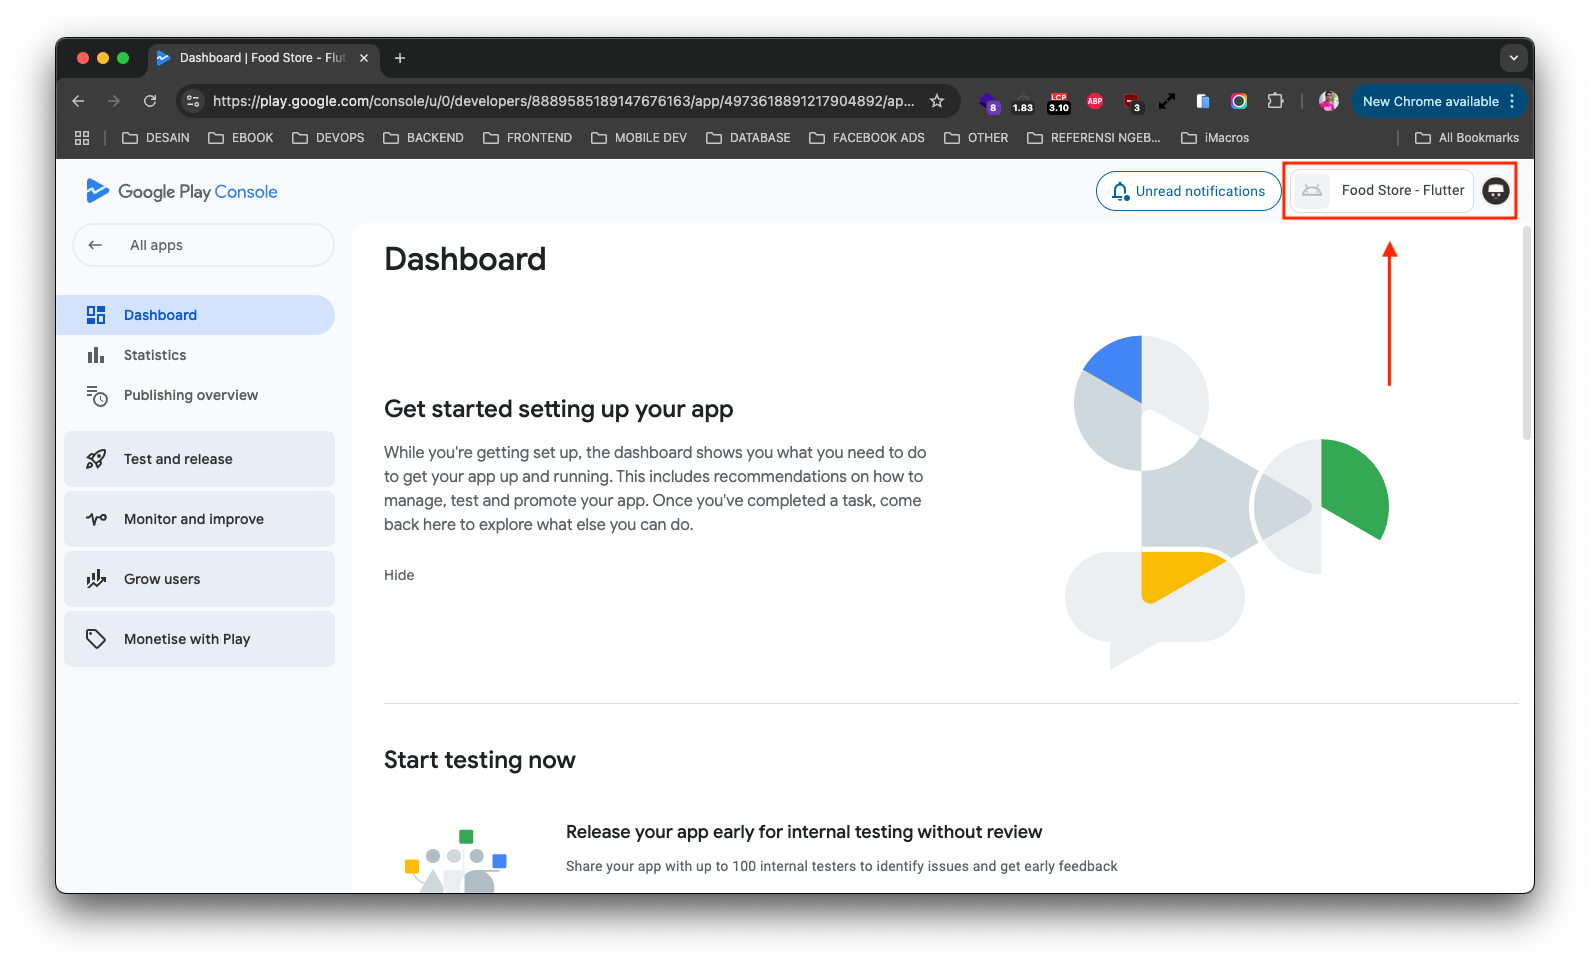 Dashboard | Food Store - Flut
https://play.google.com/console/u/0/developers/8889585189147676163/app/4973618891217904892/ap...
8
1.83
LCP
3.10
ABP
3
New Chrome available
DESAIN
EBOOK
DEVOPS
BACKEND
FRONTEND
MOBILE DEV
DATABASE
FACEBOOK ADS
OTHER
REFERENSI NGEB...
iMacros
All Bookmarks
Google Play Console
Unread notifications
Food Store - Flutter
All apps
Dashboard
Statistics
Publishing overview
Test and release
Monitor and improve
Grow users
Monetise with Play
Dashboard
Get started setting up your app
While you're getting set up, the dashboard shows you what you need to do
to get your app up and running. This includes recommendations on how to
manage, test and promote your app. Once you've completed a task, come
back here to explore what else you can do.
Hide
Start testing now
Release your app early for internal testing without review
Share your app with up to 100 internal testers to identify issues and get early feedback